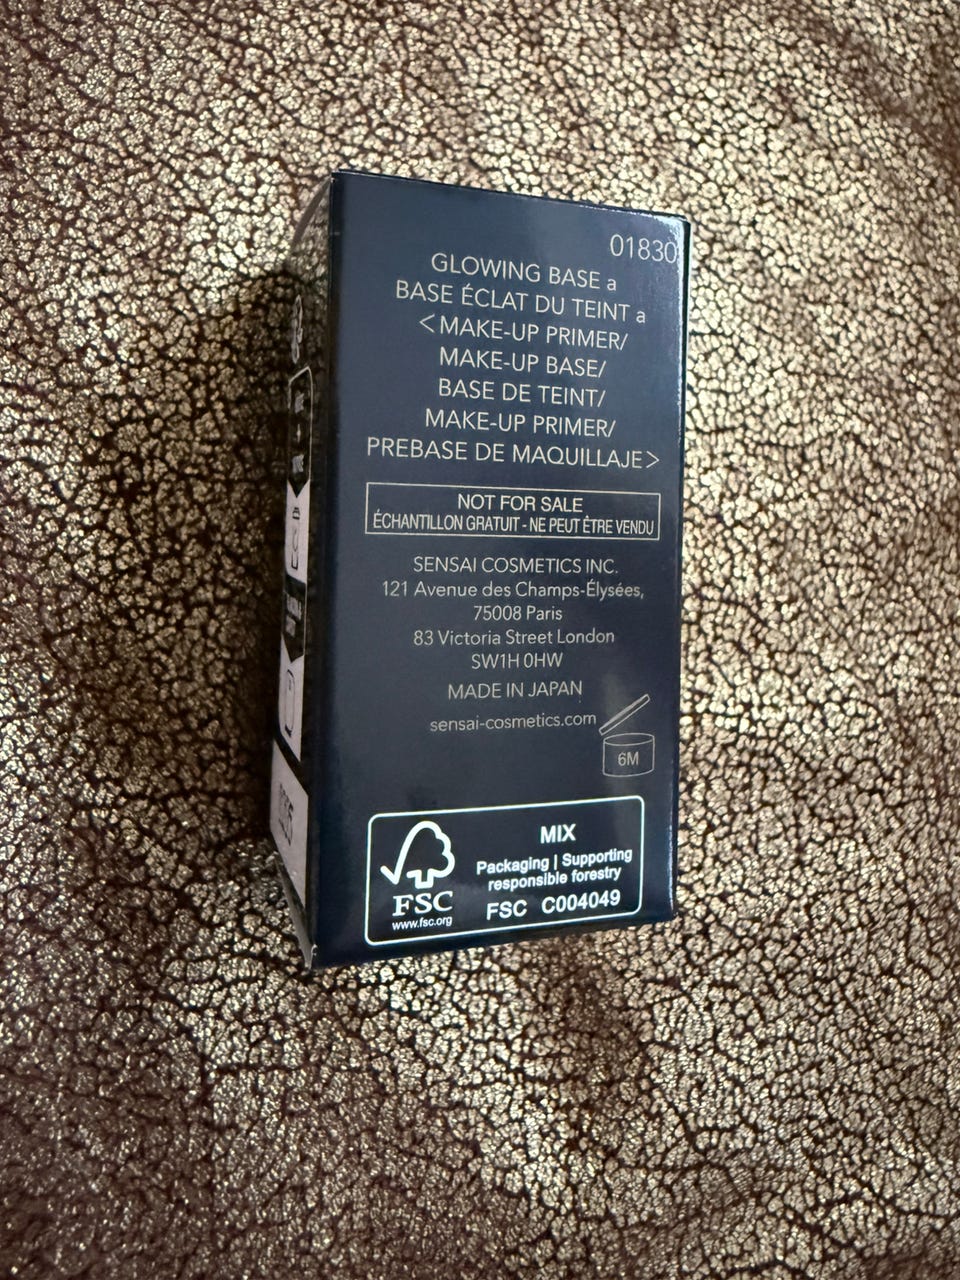 01830
GLOWING BASE a
BASE ÉCLAT DU TEINT a
<MAKE-UP PRIMER/
MAKE-UP BASE/
BASE DE TEINT/
MAKE-UP PRIMER/
PREBASE DE MAQUILLAJE>
NOT FOR SALE
ÉCHANTILLON GRATUIT - NE PEUT ÊTRE VENDU
SENSAI COSMETICS INC.
121 Avenue des Champs-Élysées,
75008 Paris
83 Victoria Street London
SW1H 0HW
MADE IN JAPAN
sensai-cosmetics.com
6M
MIX
Packaging | Supporting
responsible forestry
FSC C004049
FSC
www.fsc.org